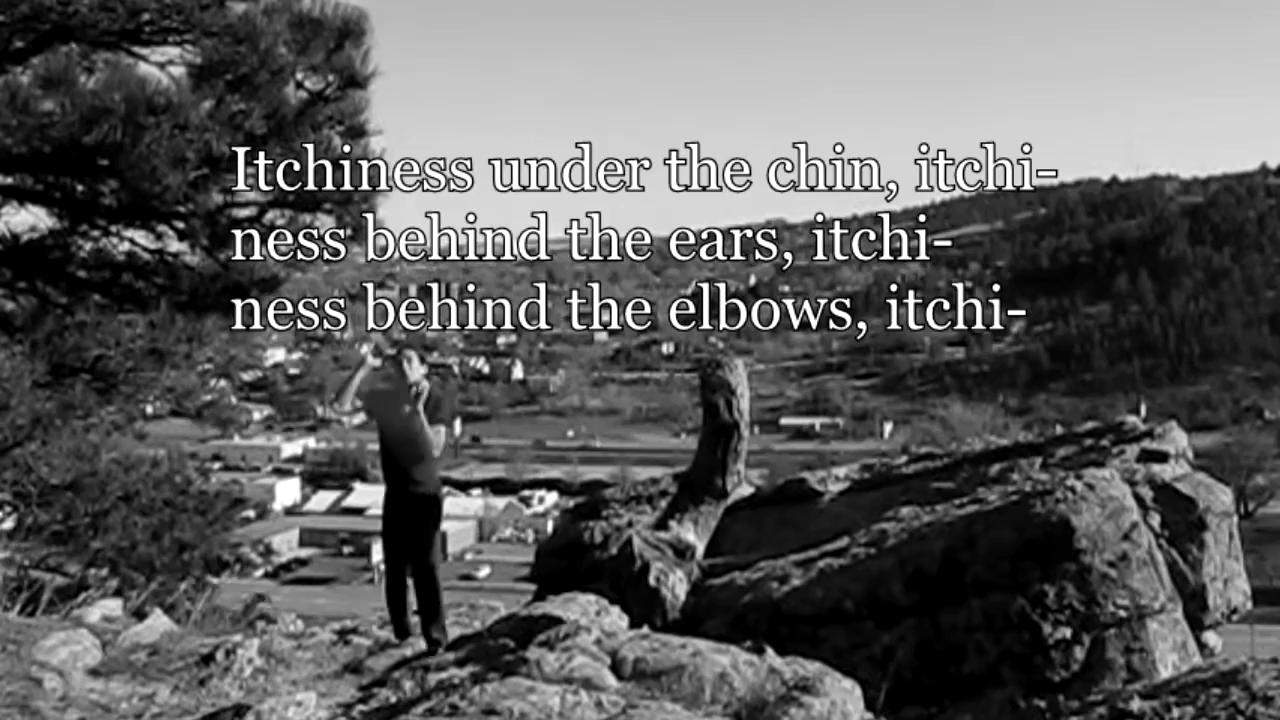 Itchiness under the chin, itchi-
ness behind the ears, itchi-
ness behind the elbows, itchi-